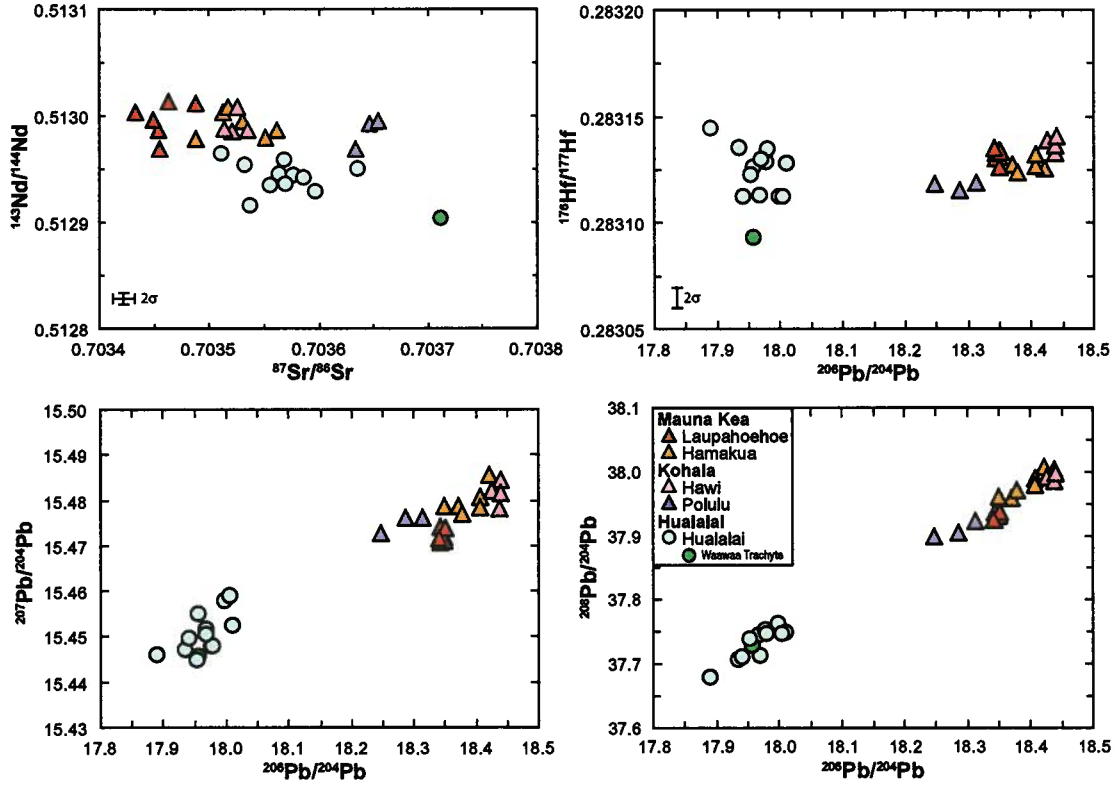 0.5131
0.5130
0.5129
0.5128
143Nd/144Nd
2σ
0.7034
0.7035
0.7036
0.7037
0.7038
87Sr/86Sr
0.28320
0.28315
0.28310
0.28305
176Hf/177Hf
2σ
17.8
17.9
18.0
18.1
18.2
18.3
18.4
18.5
206Pb/204Pb
15.50
15.49
15.48
15.47
15.46
15.45
15.44
15.43
207Pb/204Pb
17.8
17.9
18.0
18.1
18.2
18.3
18.4
18.5
206Pb/204Pb
38.1
38.0
37.9
37.8
37.7
37.6
208Pb/204Pb
Mauna Kea
Laupahoehoe
Hamakua
Kohala
Hawi
Polulu
Hualalai
Hualalai
Waawaa Trachyte
17.8
17.9
18.0
18.1
18.2
18.3
18.4
18.5
206Pb/204Pb